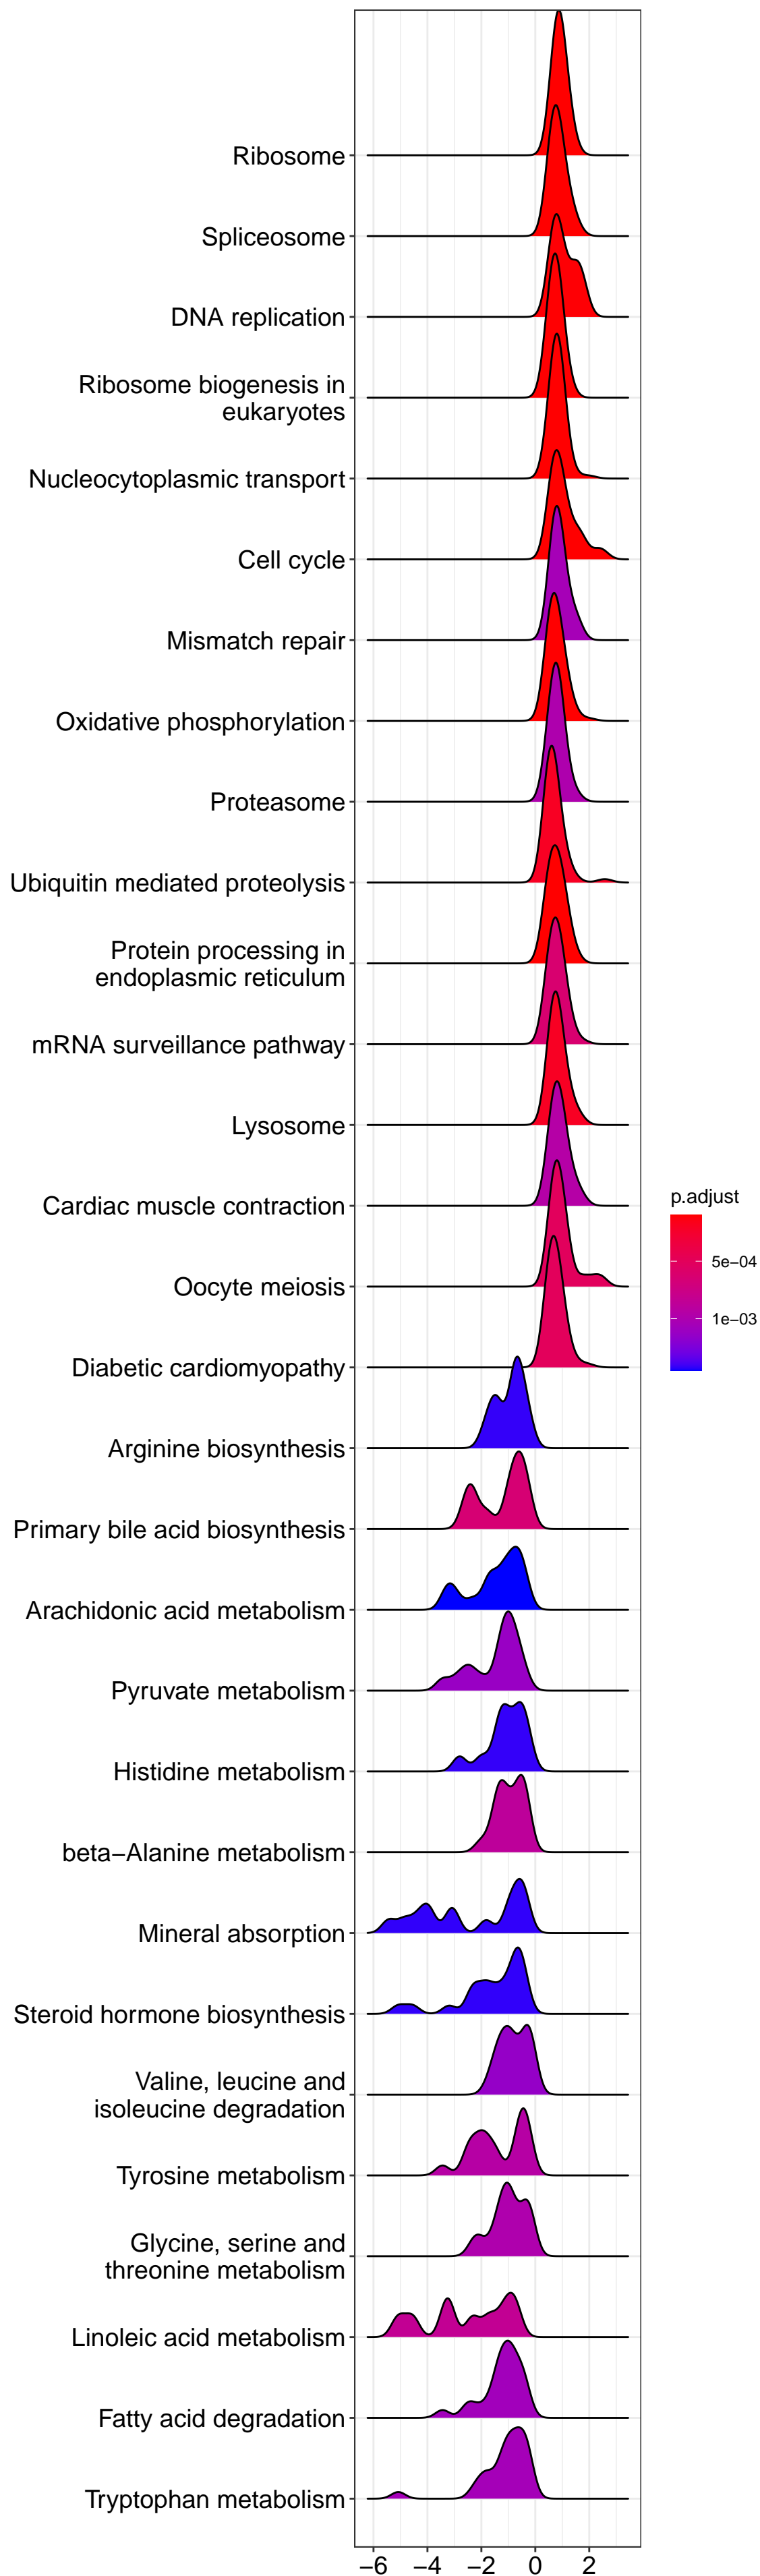 Ribosome
Spliceosome
DNA replication
Ribosome biogenesis in
eukaryotes
Nucleocytoplasmic transport
Cell cycle
Mismatch repair
Oxidative phosphorylation
Proteasome
Ubiquitin mediated proteolysis
Protein processing in
endoplasmic reticulum
mRNA surveillance pathway
Lysosome
Cardiac muscle contraction
Oocyte meiosis
Diabetic cardiomyopathy
Arginine biosynthesis
Primary bile acid biosynthesis
Arachidonic acid metabolism
Pyruvate metabolism
Histidine metabolism
beta−Alanine metabolism
Mineral absorption
Steroid hormone biosynthesis
Valine, leucine and
isoleucine degradation
Tyrosine metabolism
Glycine, serine and
threonine metabolism
Linoleic acid metabolism
Fatty acid degradation
Tryptophan metabolism
−6 −4 −2 0 2
p.adjust
5e−04
1e−03